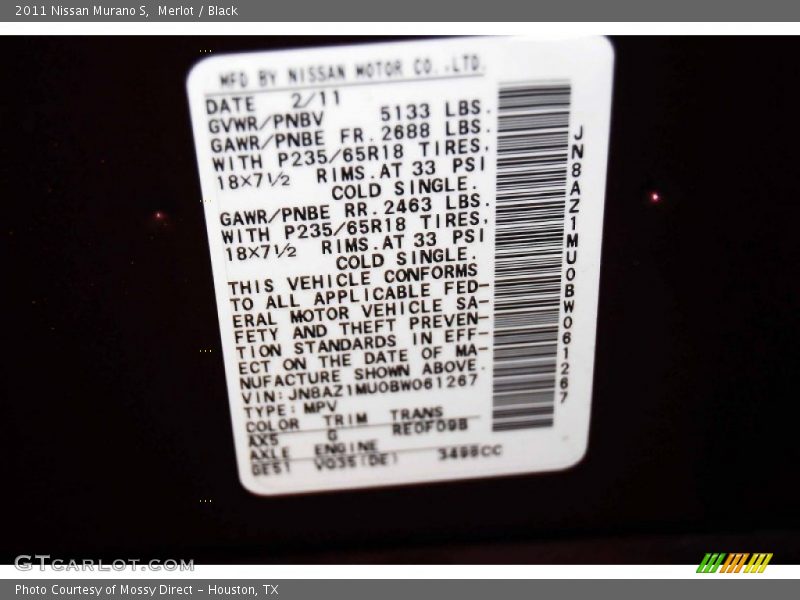 2011 Nissan Murano S, Merlot / Black
MFD BY NISSAN MOTOR CO.,LTD.
DATE 2/11
GVWR/PNBV 5133 LBS.
GAWR/PNBE FR. 2688 LBS.
WITH P235/65R18 TIRES,
18×7½ RIMS. AT 33 PSI
COLD SINGLE.
GAWR/PNBE RR. 2463 LBS.
WITH P235/65R18 TIRES,
18×7½ RIMS. AT 33 PSI
COLD SINGLE.
THIS VEHICLE CONFORMS
TO ALL APPLICABLE FED-
ERAL MOTOR VEHICLE SA-
FETY AND THEFT PREVEN-
TION STANDARDS IN EFF-
ECT ON THE DATE OF MA-
NUFACTURE SHOWN ABOVE.
VIN:JN8AZ1MU0BW061267
TYPE: MPV
COLOR TRIM TRANS
AX5 G RE0F09B
AXLE ENGINE
DE51 VQ35(DE) 3498CC
JN8AZ1MU0BW061267
GTCARLOT.COM
Photo Courtesy of Mossy Direct - Houston, TX